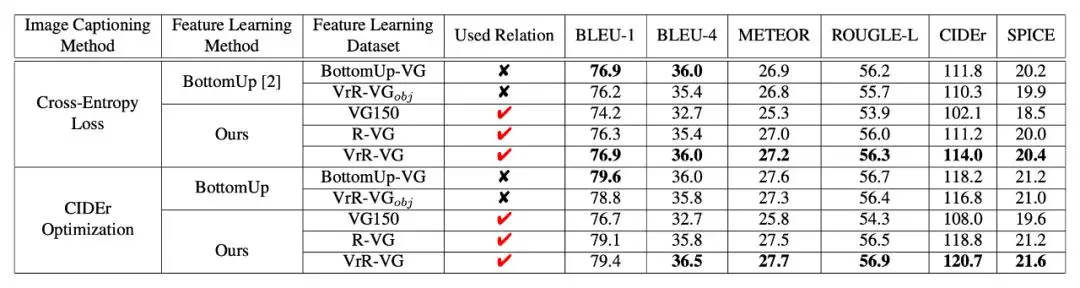 Image Captioning Method | Feature Learning Method | Feature Learning Dataset | Used Relation | BLEU-1 | BLEU-4 | METEOR | ROUGLE-L | CIDEr | SPICE
Cross-Entropy Loss | BottomUp [2] | BottomUp-VG | ✘ | 76.9 | 36.0 | 26.9 | 56.2 | 111.8 | 20.2
VrR-VGobj | ✘ | 76.2 | 35.4 | 26.8 | 55.7 | 110.3 | 19.9
Ours | VG150 | ✔ | 74.2 | 32.7 | 25.3 | 53.9 | 102.1 | 18.5
R-VG | ✔ | 76.3 | 35.4 | 27.0 | 56.0 | 111.2 | 20.0
VrR-VG | ✔ | 76.9 | 36.0 | 27.2 | 56.3 | 114.0 | 20.4
CIDEr Optimization | BottomUp | BottomUp-VG | ✘ | 79.6 | 36.0 | 27.6 | 56.7 | 118.2 | 21.2
VrR-VGobj | ✘ | 78.8 | 35.8 | 27.3 | 56.4 | 116.8 | 21.0
Ours | VG150 | ✔ | 76.7 | 32.7 | 25.8 | 54.3 | 108.0 | 19.6
R-VG | ✔ | 79.1 | 35.8 | 27.5 | 56.5 | 118.8 | 21.2
VrR-VG | ✔ | 79.4 | 36.5 | 27.7 | 56.9 | 120.7 | 21.6